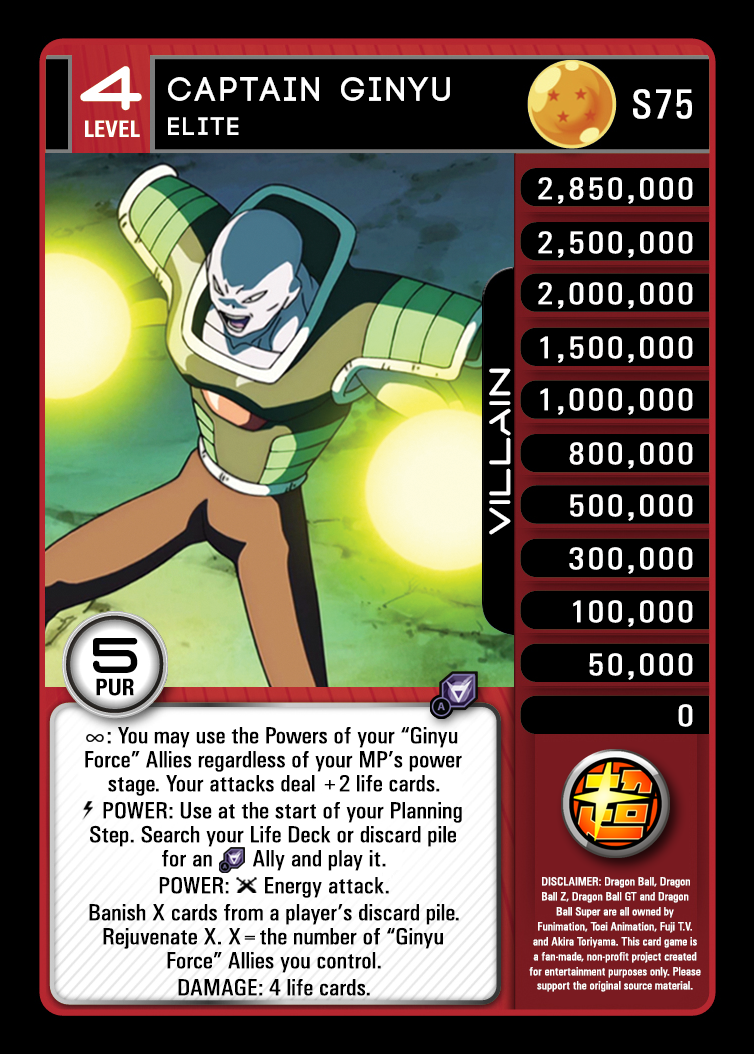 4
LEVEL
CAPTAIN GINYU
ELITE
S75
2,850,000
2,500,000
2,000,000
1,500,000
1,000,000
800,000
500,000
300,000
100,000
50,000
0
VILLAIN
5
PUR
A
∞: You may use the Powers of your “Ginyu
Force” Allies regardless of your MP’s power
stage. Your attacks deal +2 life cards.
POWER: Use at the start of your Planning
Step. Search your Life Deck or discard pile
for an A Ally and play it.
POWER: Energy attack.
Banish X cards from a player’s discard pile.
Rejuvenate X. X=the number of “Ginyu
Force” Allies you control.
DAMAGE: 4 life cards.
DISCLAIMER: Dragon Ball, Dragon
Ball Z, Dragon Ball GT and Dragon
Ball Super are all owned by
Funimation, Toei Animation, Fuji T.V.
and Akira Toriyama. This card game is
a fan-made, non-profit project created
for entertainment purposes only. Please
support the original source material.